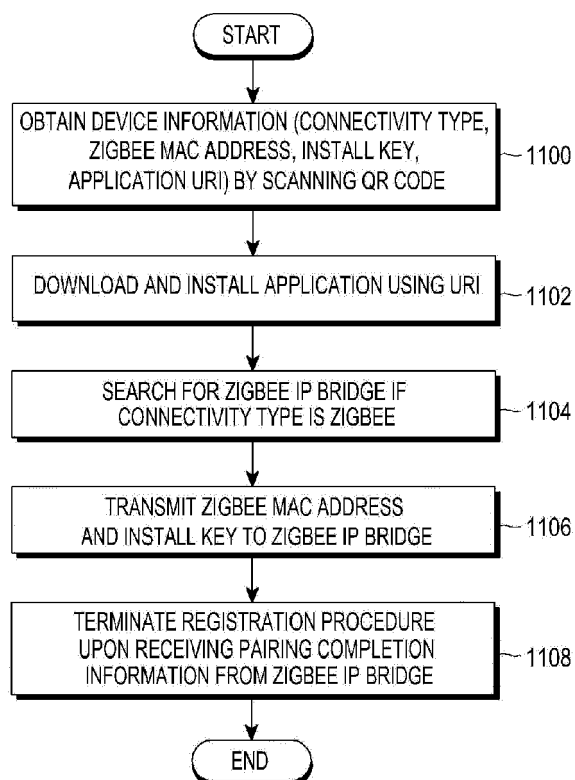 START
OBTAIN DEVICE INFORMATION (CONNECTIVITY TYPE,
ZIGBEE MAC ADDRESS, INSTALL KEY,
APPLICATION URI) BY SCANNING QR CODE
1100
DOWNLOAD AND INSTALL APPLICATION USING URI
1102
SEARCH FOR ZIGBEE IP BRIDGE IF
CONNECTIVITY TYPE IS ZIGBEE
1104
TRANSMIT ZIGBEE MAC ADDRESS
AND INSTALL KEY TO ZIGBEE IP BRIDGE
1106
TERMINATE REGISTRATION PROCEDURE
UPON RECEIVING PAIRING COMPLETION
INFORMATION FROM ZIGBEE IP BRIDGE
1108
END